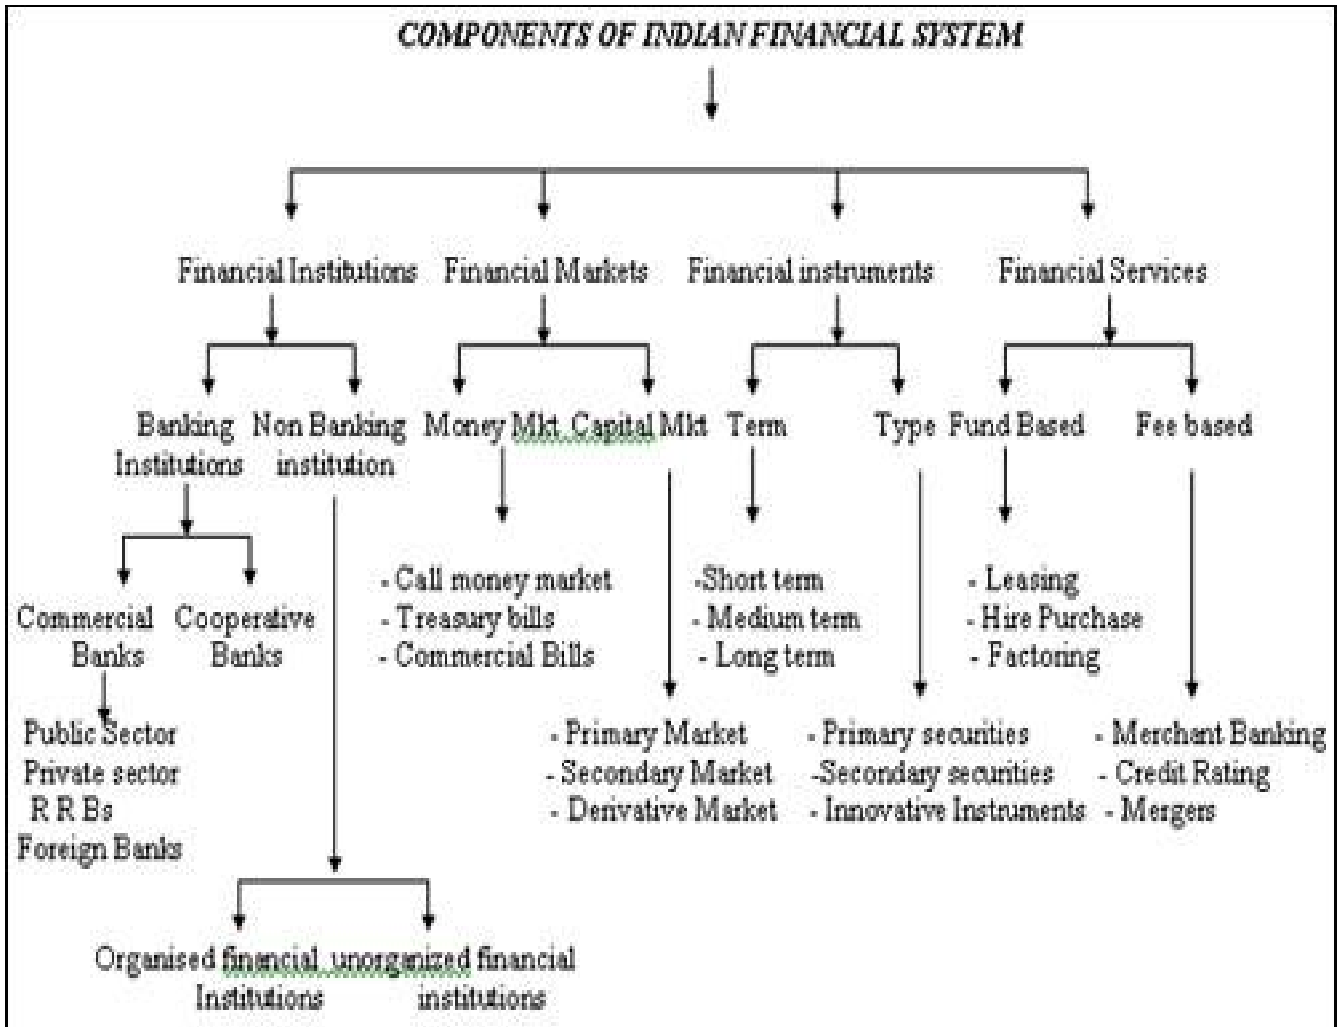 COMPONENTS OF INDIAN FINANCIAL SYSTEM
Financial Institutions Financial Markets Financial instruments Financial Services
Banking Institutions
Non Banking institution
Money Mkt Capital Mkt Term Type Fund Based Fee based
Commercial Banks
Cooperative Banks
- Call money market
- Treasury bills
- Commercial Bills
-Short term
- Medium term
- Long term
- Leasing
- Hire Purchase
- Factoring
Public Sector
Private sector
R R Bs
Foreign Banks
- Primary Market
- Secondary Market
- Derivative Market
- Primary securities
-Secondary securities
- Innovative Instruments
- Merchant Banking
- Credit Rating
- Mergers
Organised financial Institutions
unorganized financial institutions